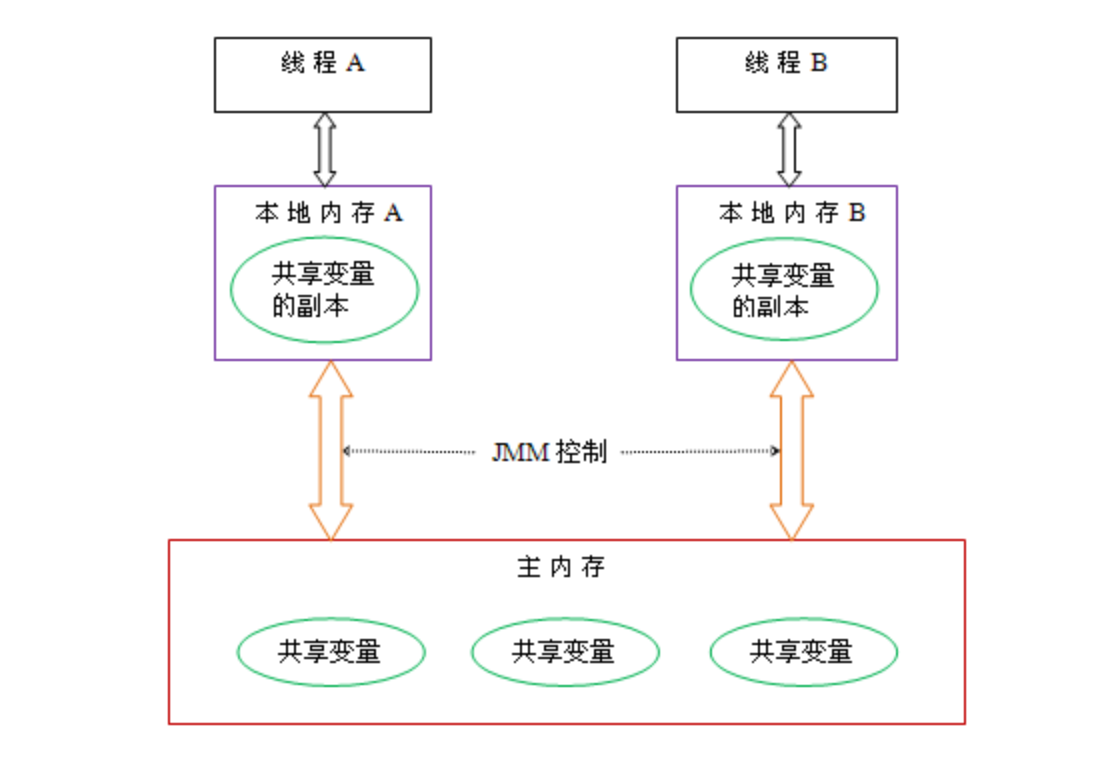 线程 A
线程 B
本地内存 A
本地内存 B
共享变量
的副本
共享变量
的副本
JMM 控制
主内存
共享变量
共享变量
共享变量